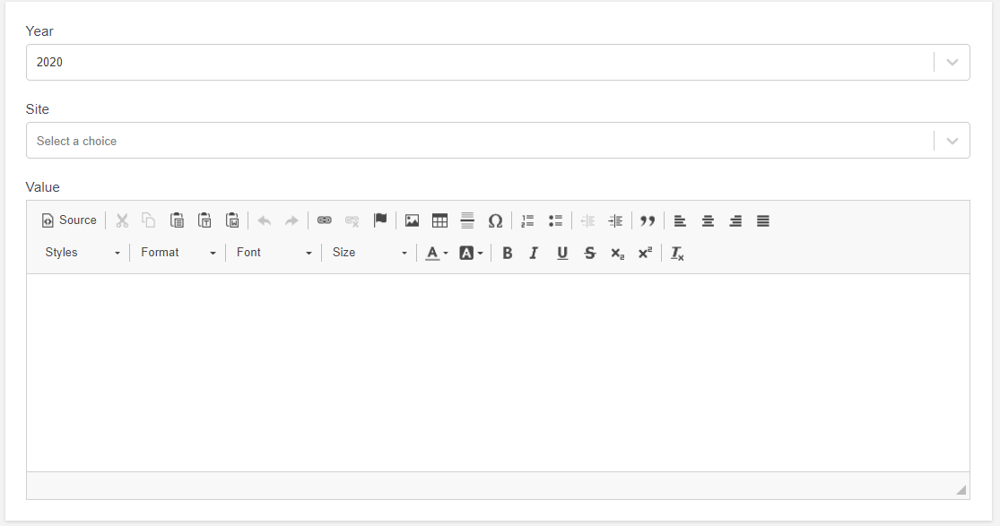 Year
2020
Site
Select a choice
Value
Source
Styles Format Font Size